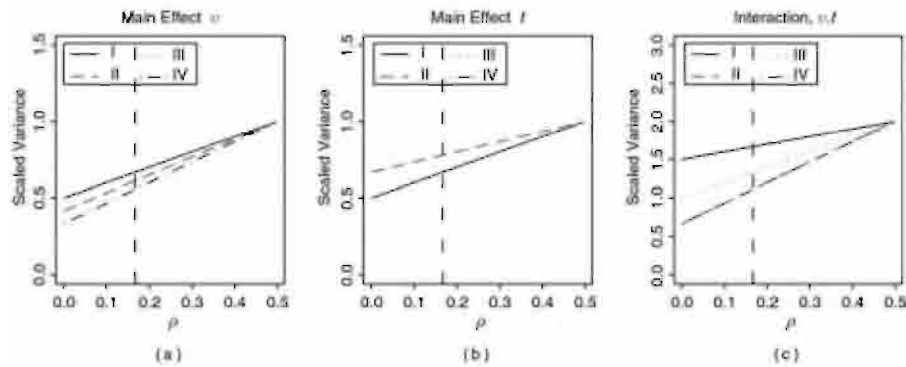 Main Effect υ
Scaled Variance
1.5
1.0
0.5
0.0
I
III
II
IV
0.0 0.1 0.2 0.3 0.4 0.5
ρ
(a)
Main Effect t
Scaled Variance
1.5
1.0
0.5
0.0
I
III
II
IV
0.0 0.1 0.2 0.3 0.4 0.5
ρ
(b)
Interaction, υ.t
Scaled Variance
3.0
2.5
2.0
1.5
1.0
0.5
0.0
I
III
II
IV
0.0 0.1 0.2 0.3 0.4 0.5
ρ
(c)